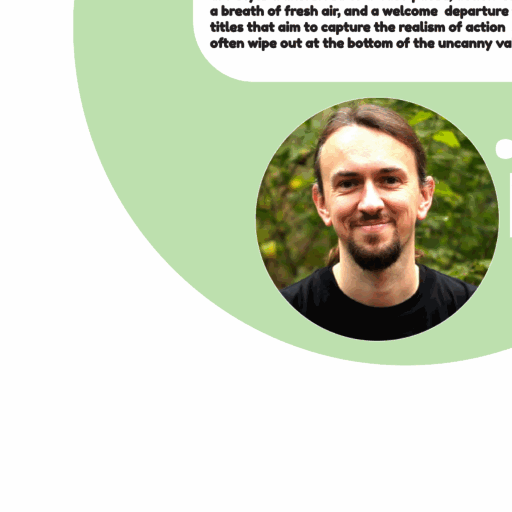 a breath of fresh air, and a welcome departure
titles that aim to capture the realism of action
often wipe out at the bottom of the uncanny va